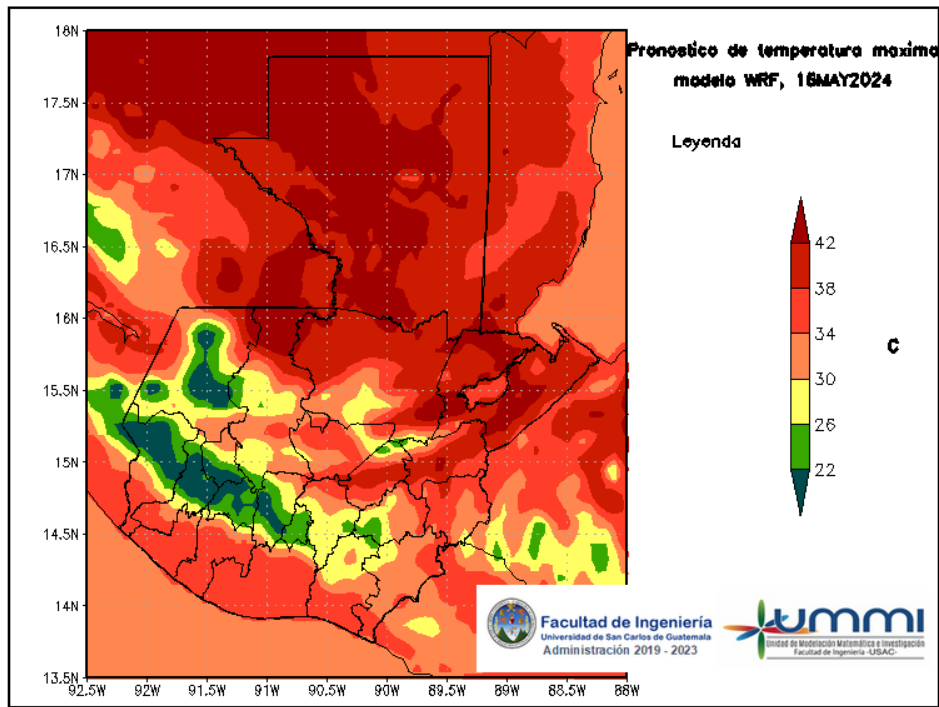 Pronostico de temperatura maxima
modelo WRF, 16MAY2024
Leyenda
42
38
34
30
26
22
C
18N
17.5N
17N
16.5N
16N
15.5N
15N
14.5N
14N
13.5N
92.5W 92W 91.5W 91W 90.5W 90W 89.5W 89W 88.5W 88W
Facultad de Ingeniería
Universidad de San Carlos de Guatemala
Administración 2019 - 2023
UMMI
Unidad de Modelación Matemática e Investigación
Facultad de Ingeniería -USAC-